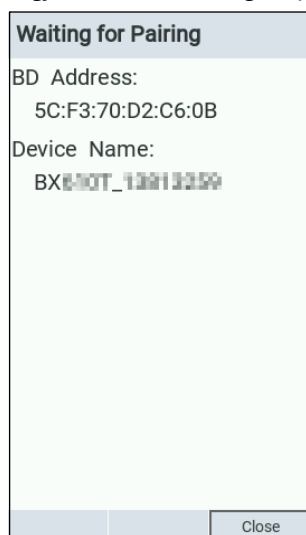 Waiting for Pairing
BD Address:
5C:F3:70:D2:C6:0B
Device Name:
Close